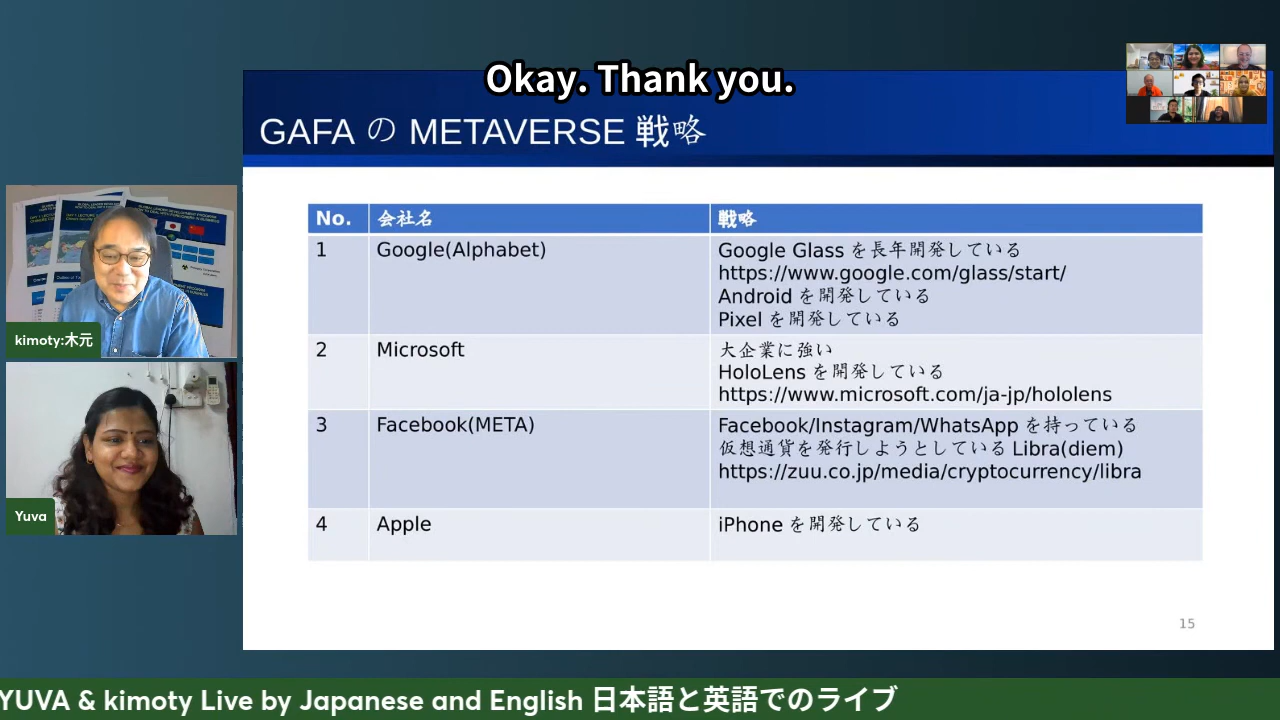 Okay. Thank you.
GAFA の METAVERSE 戦略
No. 会社名 戦略
1 Google(Alphabet) Google Glass を長年開発している
https://www.google.com/glass/start/
Android を開発している
Pixel を開発している
2 Microsoft 大企業に強い
HoloLens を開発している
https://www.microsoft.com/ja-jp/hololens
3 Facebook(META) Facebook/Instagram/WhatsApp を持っている
仮想通貨を発行しようとしている Libra(diem)
https://zuu.co.jp/media/cryptocurrency/libra
4 Apple iPhone を開発している
15
kimoty:木元
Yuva
YUVA & kimoty Live by Japanese and English 日本語と英語でのライブ